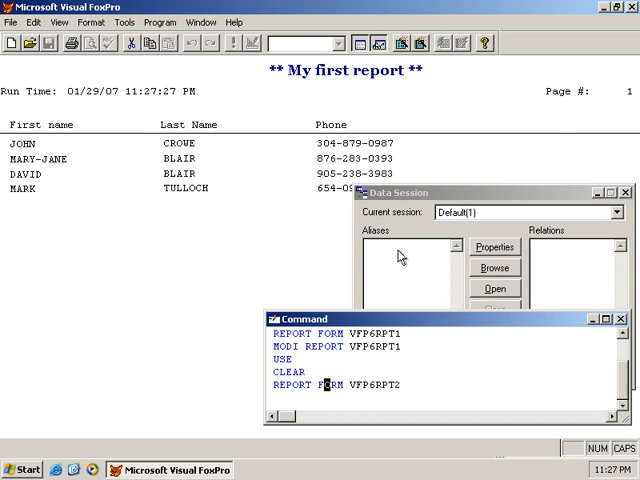 Microsoft Visual FoxPro
File Edit View Format Tools Program Window Help
** My first report **
Run Time: 01/29/07 11:27:27 PM Page #: 1
First name Last Name Phone
JOHN CROWE 304-879-0987
MARY-JANE BLAIR 876-283-0393
DAVID BLAIR 905-238-3983
MARK TULLOCH 654-09
Data Session
Current session: Default(1)
Aliases Relations
Properties
Browse
Open
Command
REPORT FORM VFP6RPT1
MODI REPORT VFP6RPT1
USE
CLEAR
REPORT FORM VFP6RPT2
NUM CAPS
Start Microsoft Visual FoxPro 11:27 PM